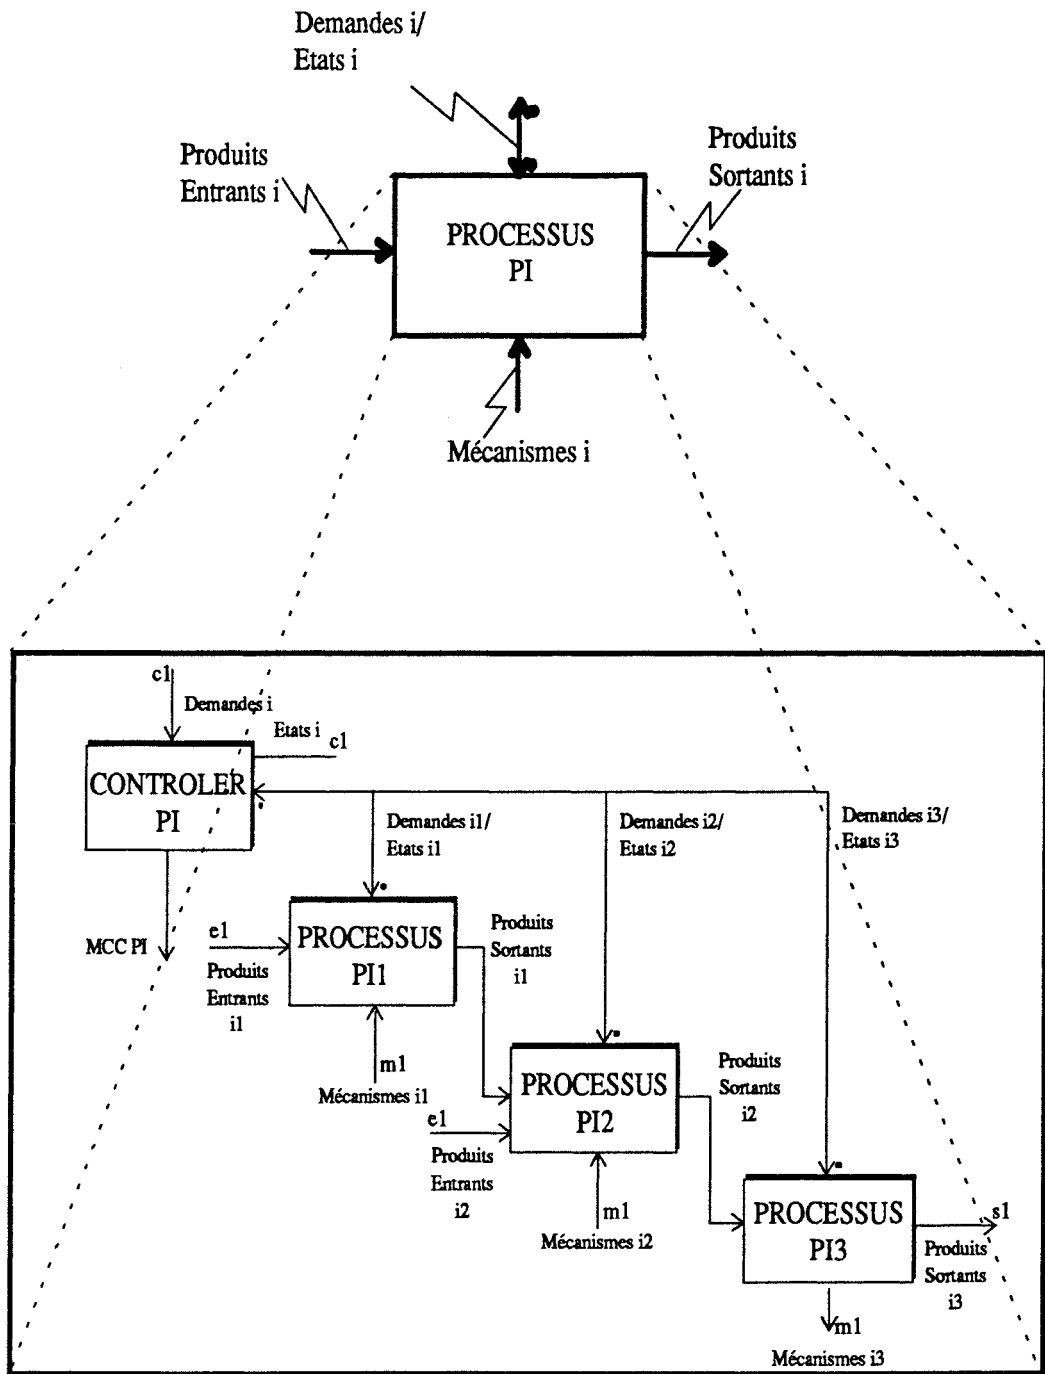 Demandes i/
Etats i
Produits
Entrants i
Produits
Sortants i
PROCESSUS
PI
Mécanismes i
c1
Demandes i
Etats i
c1
CONTROLER
PI
MCC PI
Demandes i1/
Etats i1
Demandes i2/
Etats i2
Demandes i3/
Etats i3
e1
Produits
Entrants
i1
PROCESSUS
PI1
Produits
Sortants
i1
m1
Mécanismes i1
e1
Produits
Entrants
i2
PROCESSUS
PI2
Produits
Sortants
i2
m1
Mécanismes i2
PROCESSUS
PI3
s1
Produits
Sortants
i3
m1
Mécanismes i3